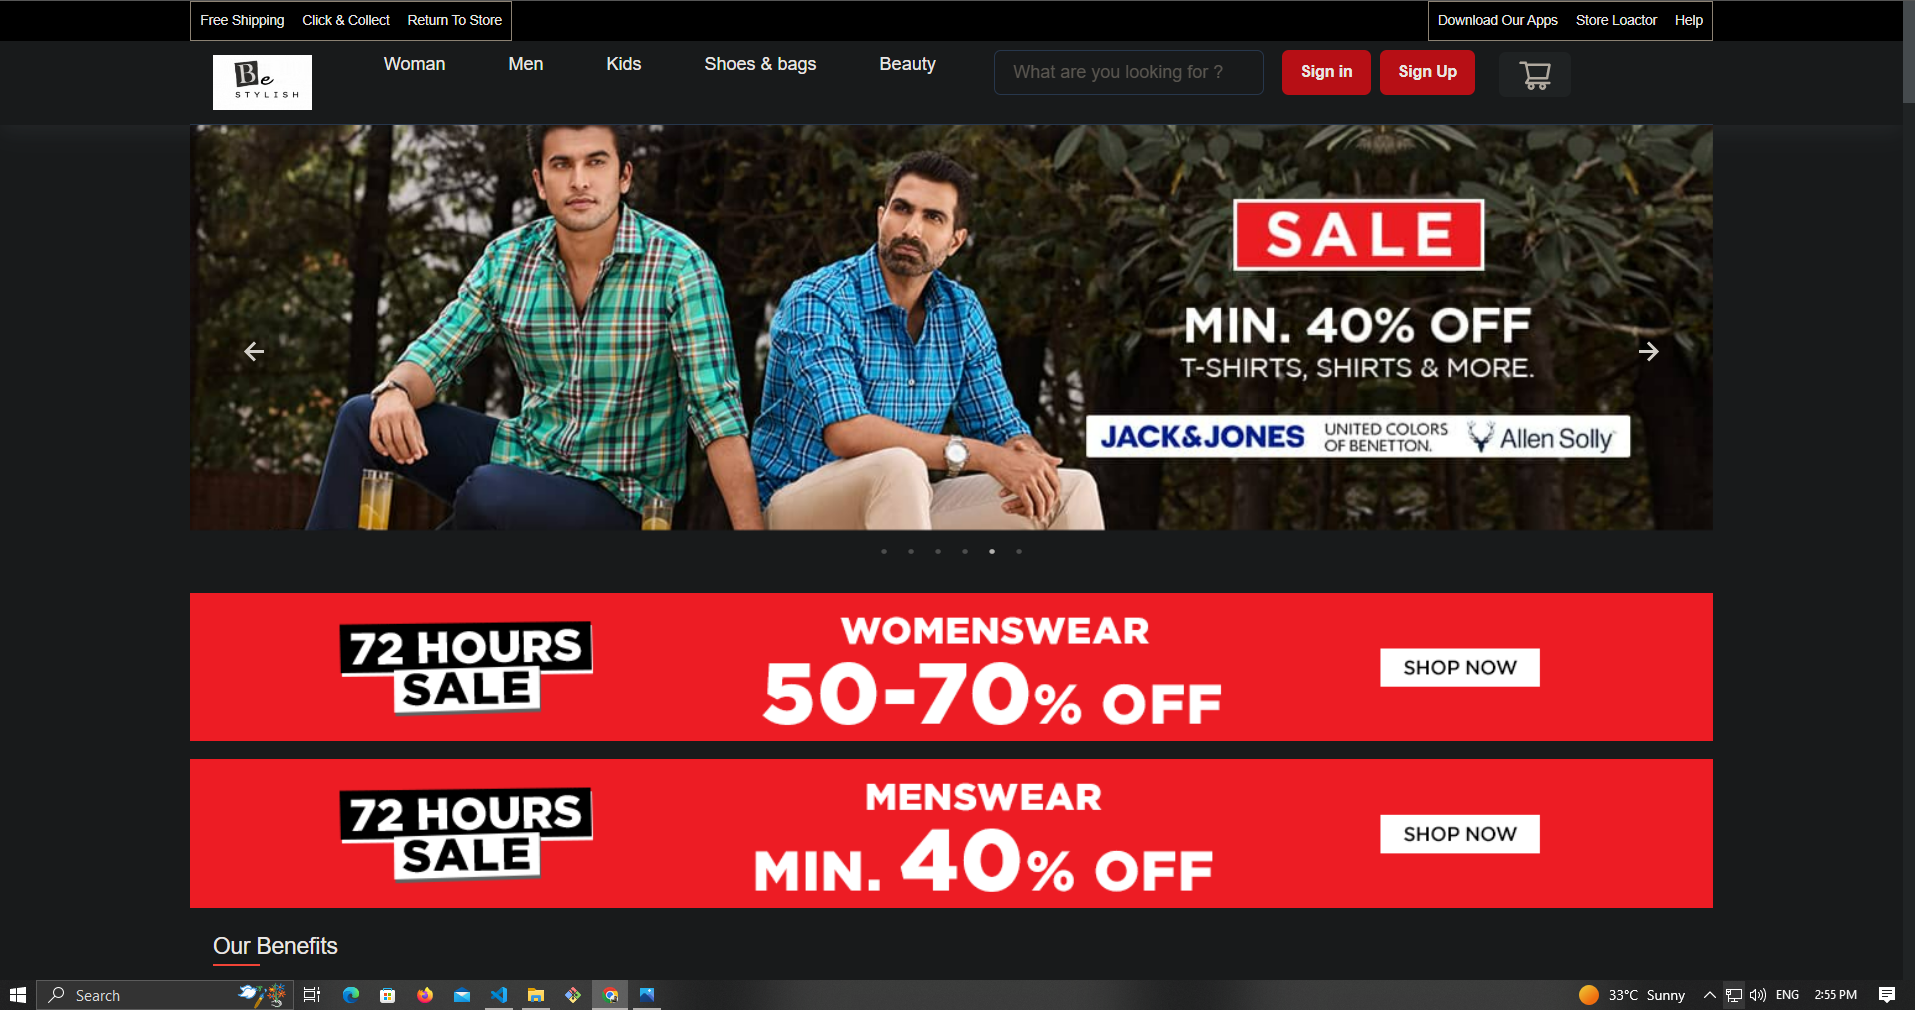 Free Shipping Click & Collect Return To Store
Download Our Apps Store Loactor Help
Be
STYLISH
Woman Men Kids Shoes & bags Beauty
What are you looking for ?
Sign in Sign Up
SALE
MIN. 40% OFF
T-SHIRTS, SHIRTS & MORE.
JACK&JONES
UNITED COLORS
OF BENETTON.
Allen Solly
72 HOURS
SALE
WOMENSWEAR
50-70% OFF
SHOP NOW
72 HOURS
SALE
MENSWEAR
MIN. 40% OFF
SHOP NOW
Our Benefits
Search
33°C Sunny
ENG
2:55 PM